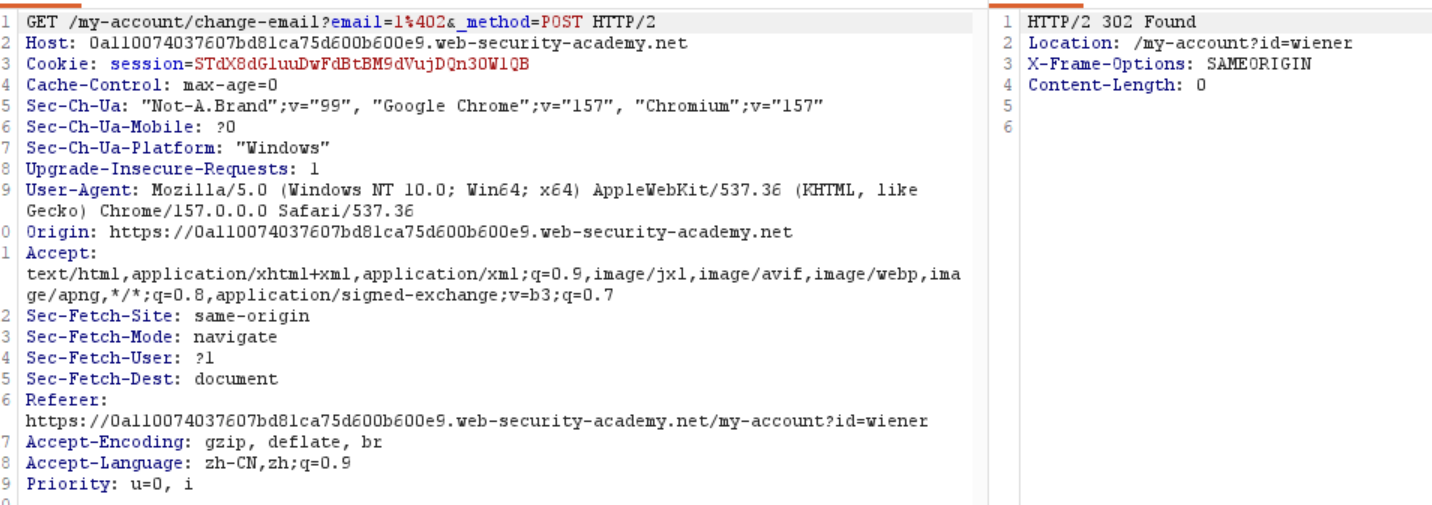 1 GET /my-account/change-email?email=1%402&_method=POST HTTP/2
2 Host: 0a110074037607bd81ca75d600b600e9.web-security-academy.net
3 Cookie: session=STdX8dG1uuDwFdBtBM9dVujDQn30W1QB
4 Cache-Control: max-age=0
5 Sec-Ch-Ua: "Not-A.Brand";v="99", "Google Chrome";v="157", "Chromium";v="157"
6 Sec-Ch-Ua-Mobile: ?0
7 Sec-Ch-Ua-Platform: "Windows"
8 Upgrade-Insecure-Requests: 1
9 User-Agent: Mozilla/5.0 (Windows NT 10.0; Win64; x64) AppleWebKit/537.36 (KHTML, like
Gecko) Chrome/157.0.0.0 Safari/537.36
0 Origin: https://0a110074037607bd81ca75d600b600e9.web-security-academy.net
1 Accept:
text/html,application/xhtml+xml,application/xml;q=0.9,image/jxl,image/avif,image/webp,ima
ge/apng,*/*;q=0.8,application/signed-exchange;v=b3;q=0.7
2 Sec-Fetch-Site: same-origin
3 Sec-Fetch-Mode: navigate
4 Sec-Fetch-User: ?1
5 Sec-Fetch-Dest: document
6 Referer:
https://0a110074037607bd81ca75d600b600e9.web-security-academy.net/my-account?id=wiener
7 Accept-Encoding: gzip, deflate, br
8 Accept-Language: zh-CN,zh;q=0.9
9 Priority: u=0, i
0
1 HTTP/2 302 Found
2 Location: /my-account?id=wiener
3 X-Frame-Options: SAMEORIGIN
4 Content-Length: 0
5
6